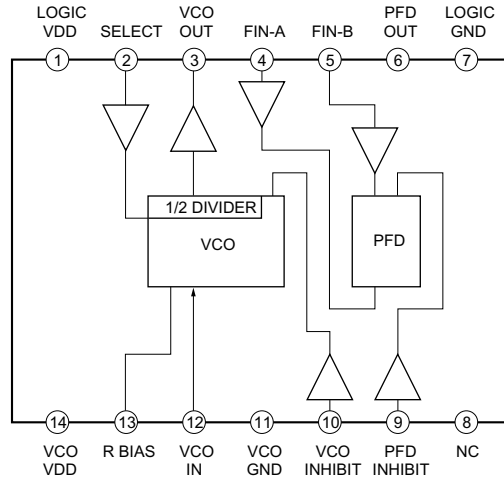 LOGIC
VDD
SELECT
VCO
OUT
FIN-A
FIN-B
PFD
OUT
LOGIC
GND
1
2
3
4
5
6
7
1/2 DIVIDER
VCO
PFD
14
13
12
11
10
9
8
VCO
VDD
R BIAS
VCO
IN
VCO
GND
VCO
INHIBIT
PFD
INHIBIT
NC